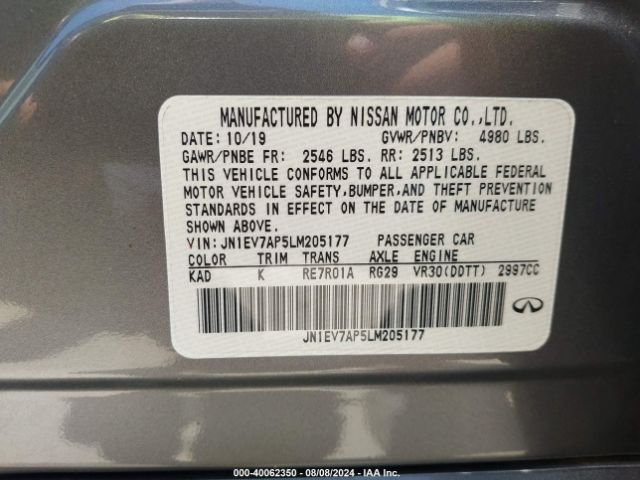 MANUFACTURED BY NISSAN MOTOR CO.,LTD.
DATE: 10/19 GVWR/PNBV: 4980 LBS.
GAWR/PNBE FR: 2546 LBS. RR: 2513 LBS.
THIS VEHICLE CONFORMS TO ALL APPLICABLE FEDERAL
MOTOR VEHICLE SAFETY,BUMPER,AND THEFT PREVENTION
STANDARDS IN EFFECT ON THE DATE OF MANUFACTURE
SHOWN ABOVE.
VIN: JN1EV7AP5LM205177 PASSENGER CAR
COLOR TRIM TRANS AXLE ENGINE
KAD K RE7R01A RG29 VR30(DDTT) 2997CC
JN1EV7AP5LM205177
000-40062350 - 08/08/2024 - IAA Inc.